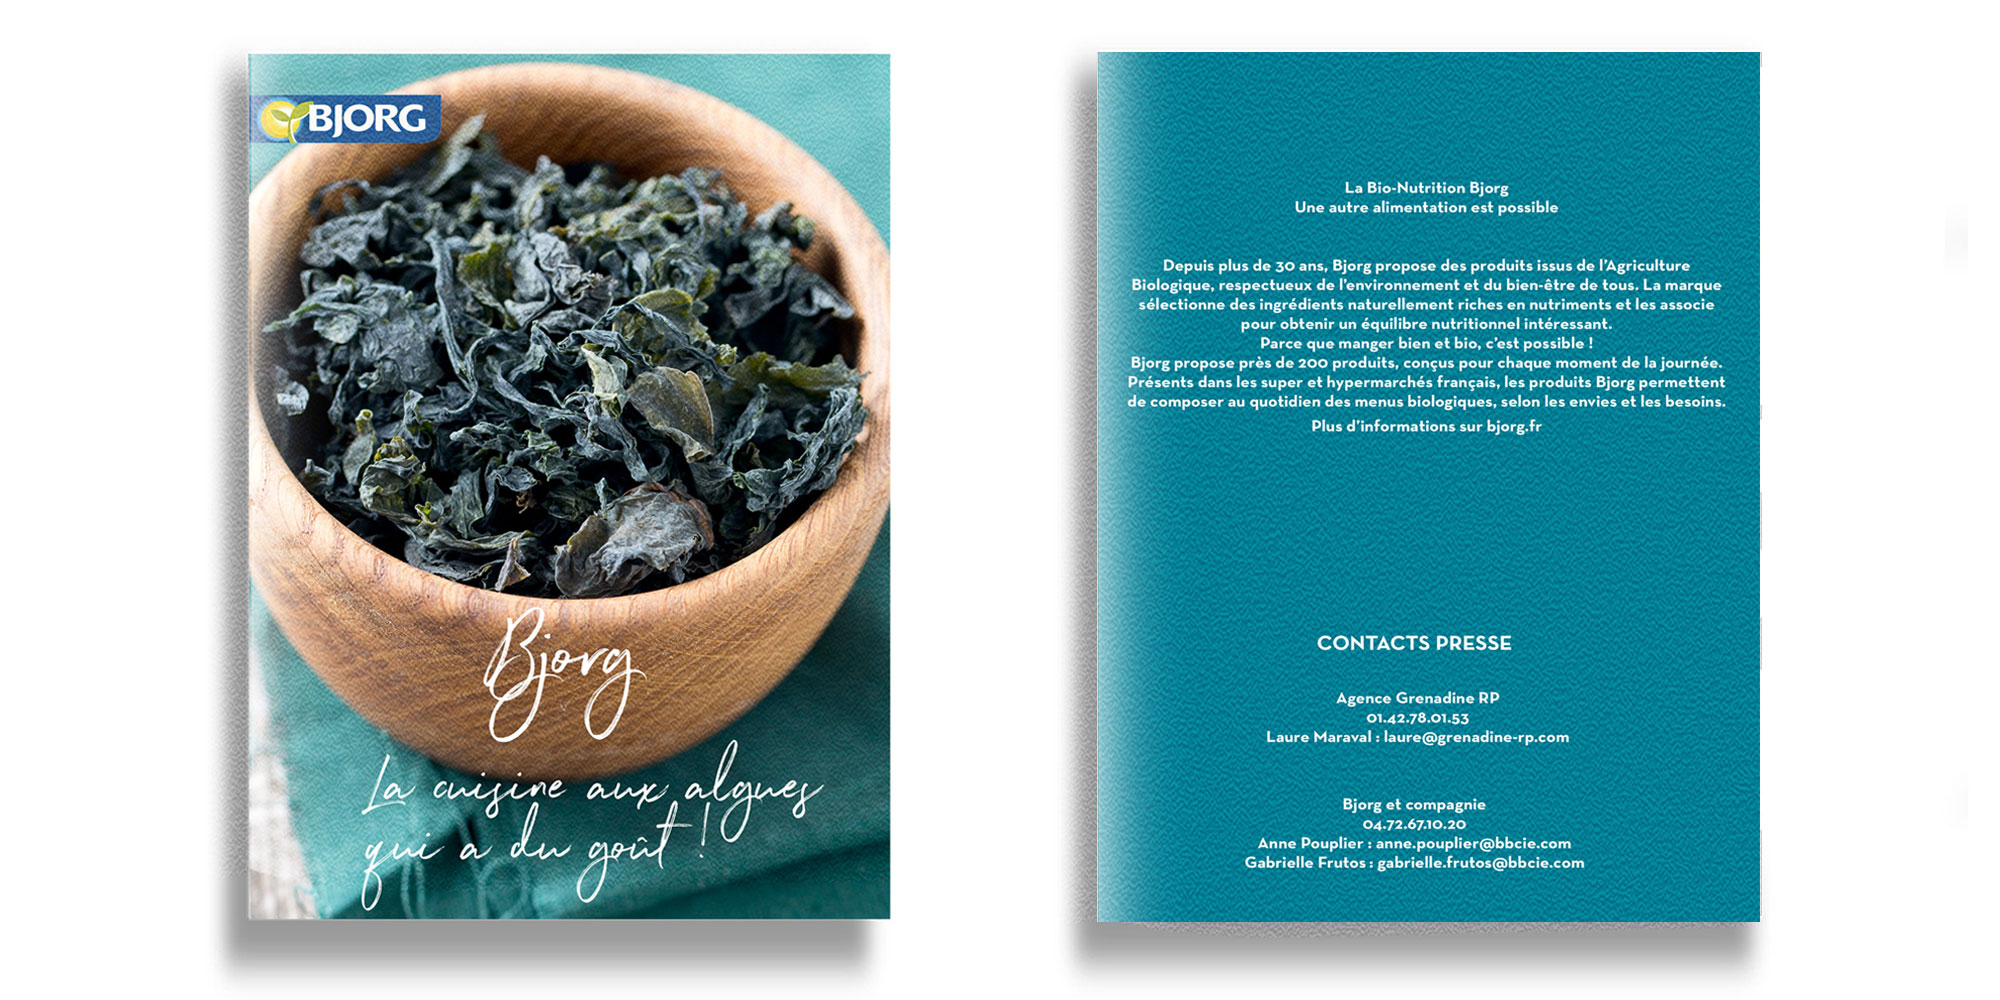 BJORG
Bjorg
La cuisine aux algues
qui a du goût !
La Bio-Nutrition Bjorg
Une autre alimentation est possible
Depuis plus de 30 ans, Bjorg propose des produits issus de l'Agriculture
Biologique, respectueux de l'environnement et du bien-être de tous. La marque
sélectionne des ingrédients naturellement riches en nutriments et les associe
pour obtenir un équilibre nutritionnel intéressant.
Parce que manger bien et bio, c'est possible !
Bjorg propose près de 200 produits, conçus pour chaque moment de la journée.
Présents dans les super et hypermarchés français, les produits Bjorg permettent
de composer au quotidien des menus biologiques, selon les envies et les besoins.
Plus d'informations sur bjorg.fr
CONTACTS PRESSE
Agence Grenadine RP
01.42.78.01.53
Laure Maraval : laure@grenadine-rp.com
Bjorg et compagnie
04.72.67.10.20
Anne Pouplier : anne.pouplier@bbcie.com
Gabrielle Frutos : gabrielle.frutos@bbcie.com